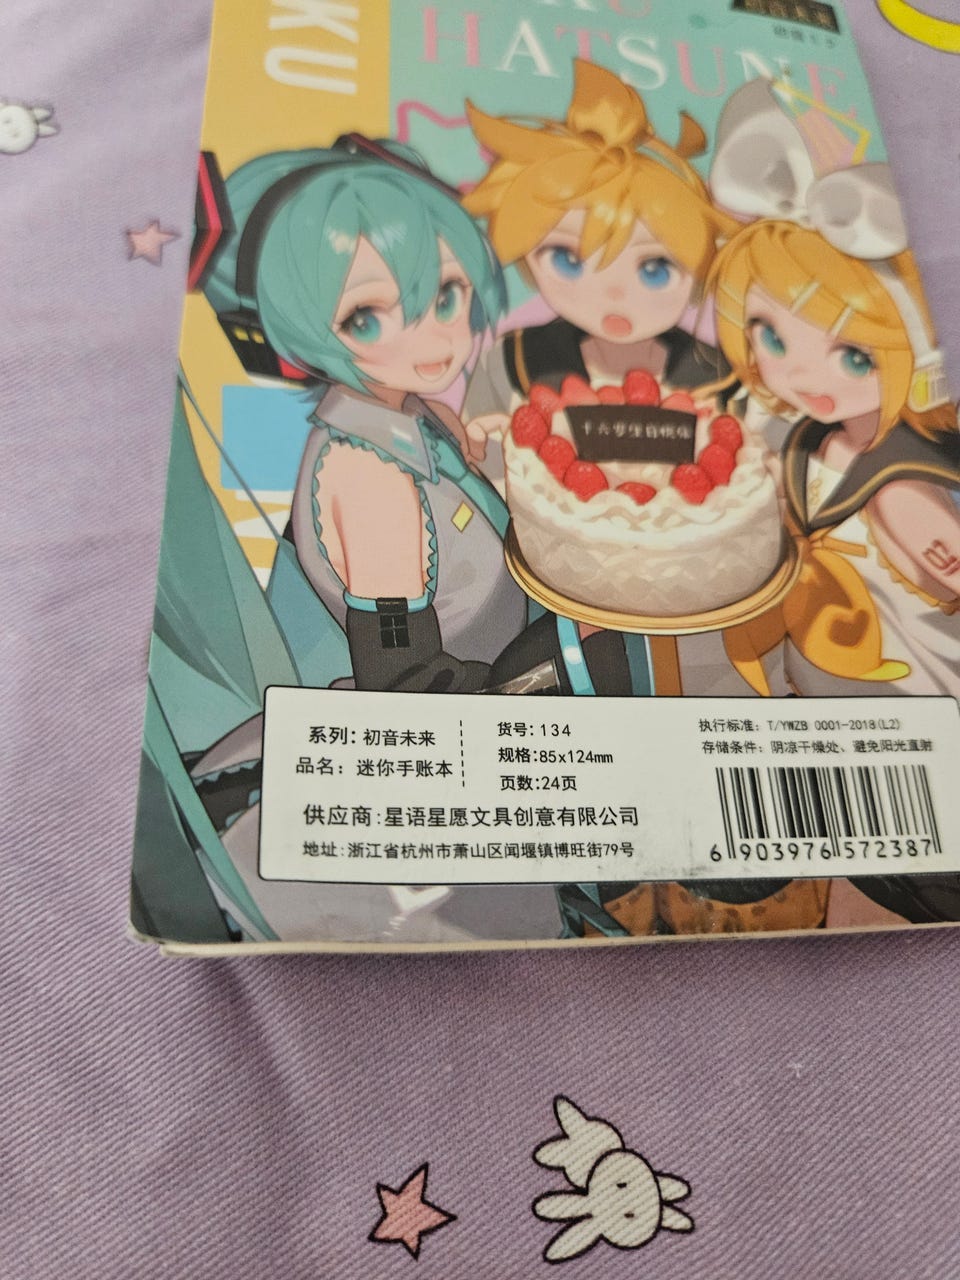 KU
HATSUNE
系列: 初音未来
品名: 迷你手账本
货号: 134
规格:85x124mm
页数:24页
供应商:星语星愿文具创意有限公司
地址:浙江省杭州市萧山区闻堰镇博旺街79号
执行标准: T/YWZB 0001-2018(L2)
存储条件: 阴凉干燥处、避免阳光直射
6 903976 572387